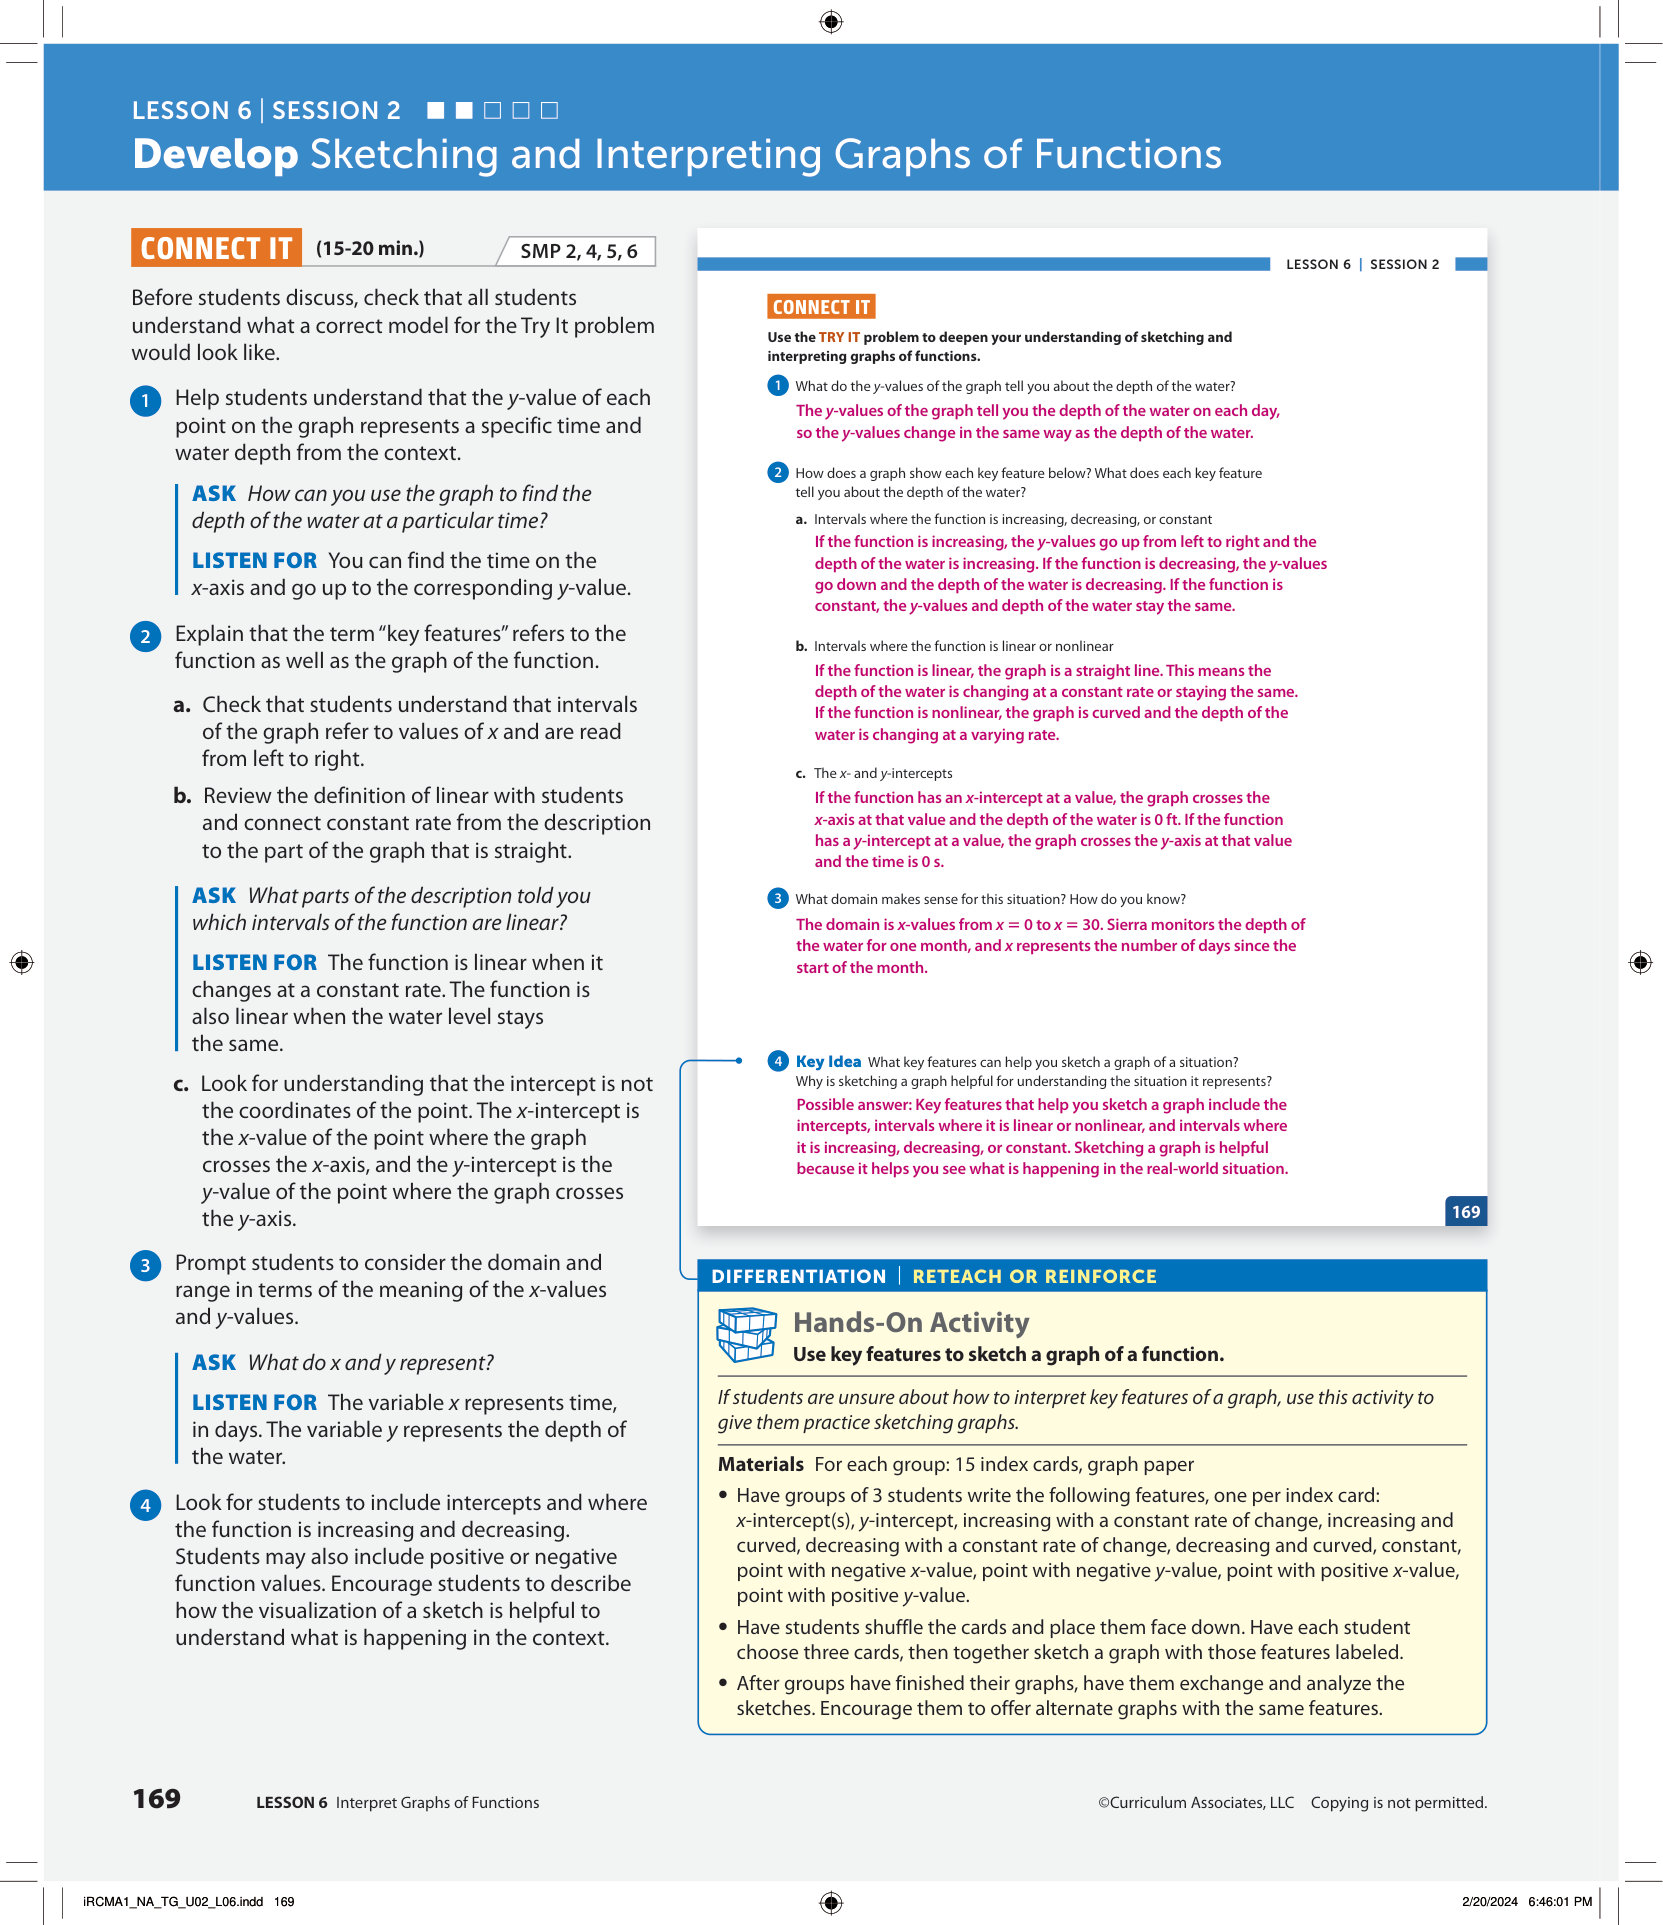 LESSON 6 | SESSION 2
Develop Sketching and Interpreting Graphs of Functions
CONNECT IT (15-20 min.) SMP 2, 4, 5, 6
Before students discuss, check that all students
understand what a correct model for the Try It problem
would look like.
1 Help students understand that the y-value of each
point on the graph represents a specific time and
water depth from the context.
ASK How can you use the graph to find the
depth of the water at a particular time?
LISTEN FOR You can find the time on the
x-axis and go up to the corresponding y-value.
2 Explain that the term “key features” refers to the
function as well as the graph of the function.
a. Check that students understand that intervals
of the graph refer to values of x and are read
from left to right.
b. Review the definition of linear with students
and connect constant rate from the description
to the part of the graph that is straight.
ASK What parts of the description told you
which intervals of the function are linear?
LISTEN FOR The function is linear when it
changes at a constant rate. The function is
also linear when the water level stays
the same.
c. Look for understanding that the intercept is not
the coordinates of the point. The x-intercept is
the x-value of the point where the graph
crosses the x-axis, and the y-intercept is the
y-value of the point where the graph crosses
the y-axis.
3 Prompt students to consider the domain and
range in terms of the meaning of the x-values
and y-values.
ASK What do x and y represent?
LISTEN FOR The variable x represents time,
in days. The variable y represents the depth of
the water.
4 Look for students to include intercepts and where
the function is increasing and decreasing.
Students may also include positive or negative
function values. Encourage students to describe
how the visualization of a sketch is helpful to
understand what is happening in the context.
LESSON 6 | SESSION 2
CONNECT IT
Use the TRY IT problem to deepen your understanding of sketching and
interpreting graphs of functions.
1 What do the y-values of the graph tell you about the depth of the water?
The y-values of the graph tell you the depth of the water on each day,
so the y-values change in the same way as the depth of the water.
2 How does a graph show each key feature below? What does each key feature
tell you about the depth of the water?
a. Intervals where the function is increasing, decreasing, or constant
If the function is increasing, the y-values go up from left to right and the
depth of the water is increasing. If the function is decreasing, the y-values
go down and the depth of the water is decreasing. If the function is
constant, the y-values and depth of the water stay the same.
b. Intervals where the function is linear or nonlinear
If the function is linear, the graph is a straight line. This means the
depth of the water is changing at a constant rate or staying the same.
If the function is nonlinear, the graph is curved and the depth of the
water is changing at a varying rate.
c. The x- and y-intercepts
If the function has an x-intercept at a value, the graph crosses the
x-axis at that value and the depth of the water is 0 ft. If the function
has a y-intercept at a value, the graph crosses the y-axis at that value
and the time is 0 s.
3 What domain makes sense for this situation? How do you know?
The domain is x-values from x = 0 to x = 30. Sierra monitors the depth of
the water for one month, and x represents the number of days since the
start of the month.
4 Key Idea What key features can help you sketch a graph of a situation?
Why is sketching a graph helpful for understanding the situation it represents?
Possible answer: Key features that help you sketch a graph include the
intercepts, intervals where it is linear or nonlinear, and intervals where
it is increasing, decreasing, or constant. Sketching a graph is helpful
because it helps you see what is happening in the real-world situation.
169
DIFFERENTIATION | RETEACH OR REINFORCE
Hands-On Activity
Use key features to sketch a graph of a function.
If students are unsure about how to interpret key features of a graph, use this activity to
give them practice sketching graphs.
Materials For each group: 15 index cards, graph paper
• Have groups of 3 students write the following features, one per index card:
x-intercept(s), y-intercept, increasing with a constant rate of change, increasing and
curved, decreasing with a constant rate of change, decreasing and curved, constant,
point with negative x-value, point with negative y-value, point with positive x-value,
point with positive y-value.
• Have students shuffle the cards and place them face down. Have each student
choose three cards, then together sketch a graph with those features labeled.
• After groups have finished their graphs, have them exchange and analyze the
sketches. Encourage them to offer alternate graphs with the same features.
169 LESSON 6 Interpret Graphs of Functions ©Curriculum Associates, LLC Copying is not permitted.
iRCMA1_NA_TG_U02_L06.indd 169 2/20/2024 6:46:01 PM